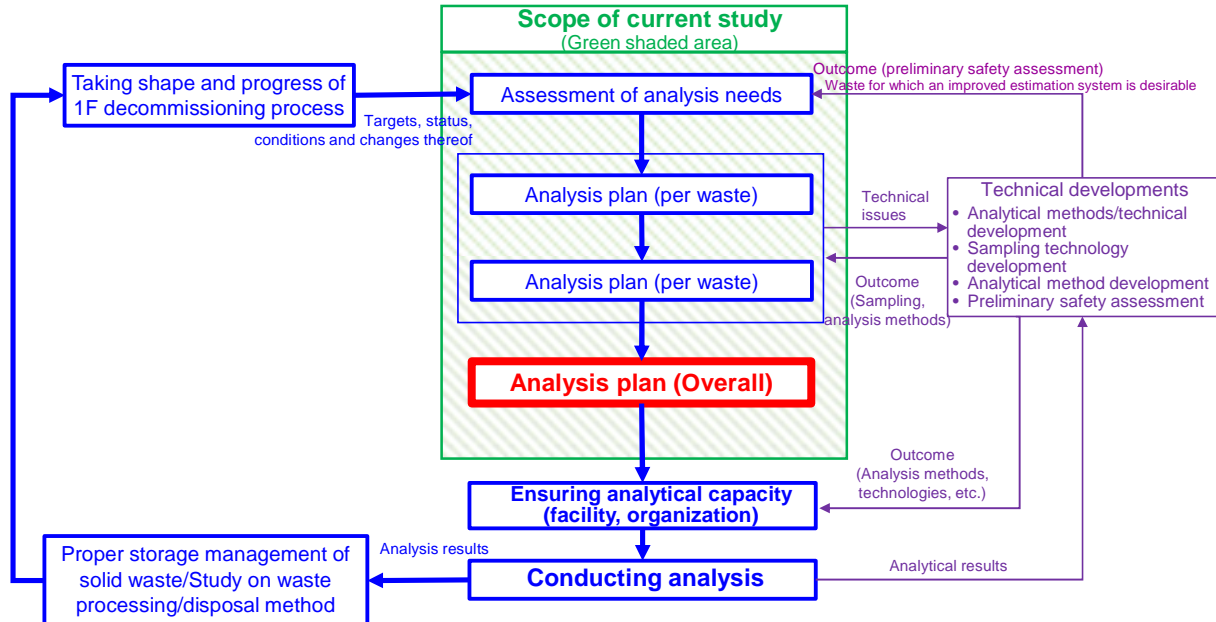 Scope of current study
(Green shaded area)
Taking shape and progress of
1F decommissioning process
Assessment of analysis needs
Outcome (preliminary safety assessment)
Waste for which an improved estimation system is desirable
Targets, status,
conditions and changes thereof
Analysis plan (per waste)
Technical
issues
Technical developments
• Analytical methods/technical
development
• Sampling technology
development
• Analytical method development
• Preliminary safety assessment
Analysis plan (per waste)
Outcome
(Sampling,
analysis methods)
Analysis plan (Overall)
Outcome
(Analysis methods,
technologies, etc.)
Ensuring analytical capacity
(facility, organization)
Proper storage management of
solid waste/Study on waste
processing/disposal method
Analysis results
Conducting analysis
Analytical results